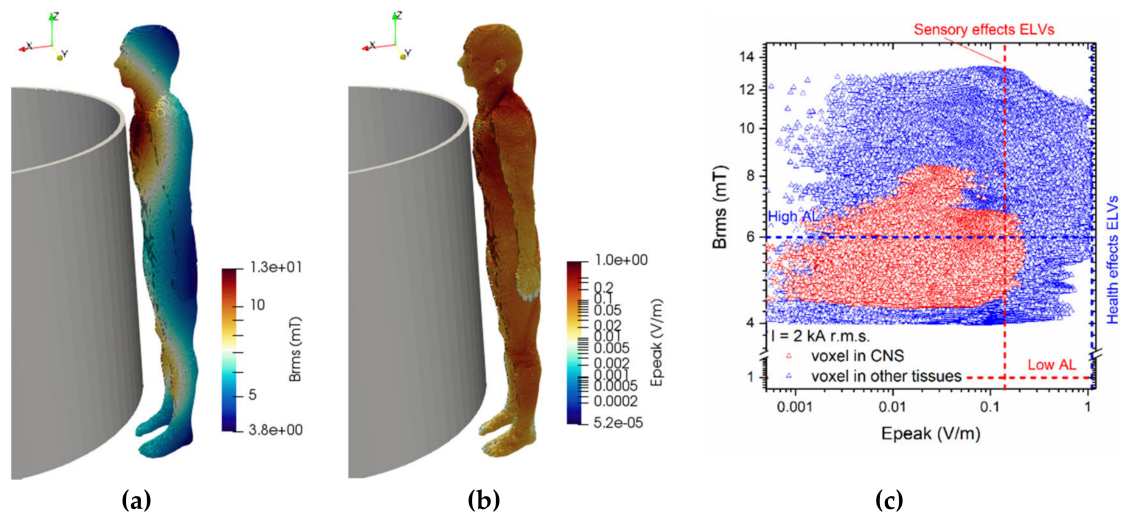 Z
X
Y
1.3e+01
10
5
3.8e+00
Brms (mT)
(a)
Z
X
Y
1.0e+00
0.5
0.2
0.1
0.05
0.02
0.01
0.005
0.002
0.001
0.0005
0.0002
5.2e-05
Epeak (V/m)
(b)
Sensory effects ELVs
14
12
10
8
6
4
1
Brms (mT)
High AL
I = 2 kA r.m.s.
voxel in CNS
voxel in other tissues
Low AL
Health effects ELVs
0.001
0.01
0.1
1
Epeak (V/m)
(c)